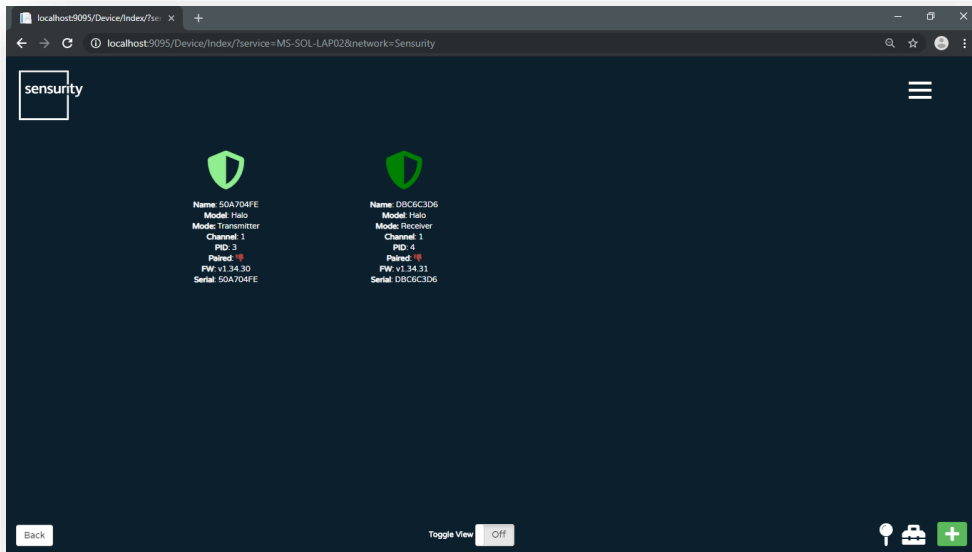 localhost:9095/Device/Index/?ser
localhost:9095/Device/Index/?service=MS-SOL-LAP02&network=Sensurity
sensurity
Name: 50A704FE
Model: Halo
Mode: Transmitter
Channel: 1
PID: 3
Paired:
FW: v1.34.30
Serial: 50A704FE
Name: DBC6C3D6
Model: Halo
Mode: Receiver
Channel: 1
PID: 4
Paired:
FW: v1.34.31
Serial: DBC6C3D6
Back
Toggle View Off